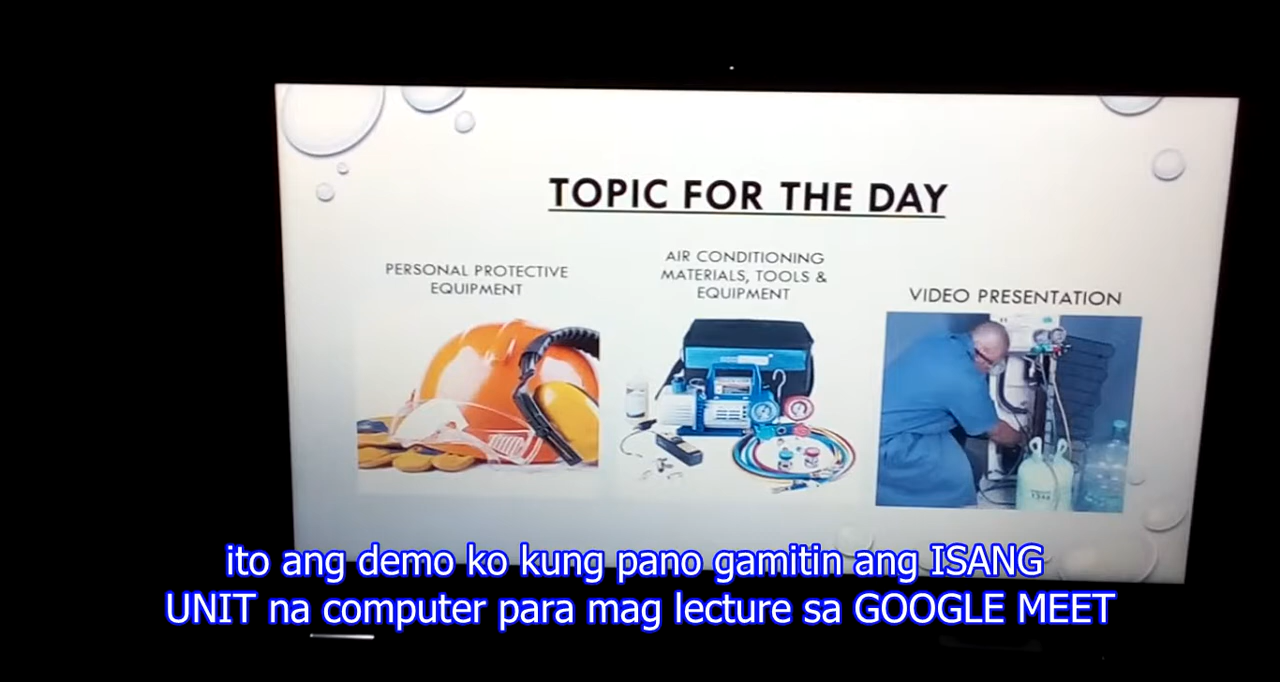 TOPIC FOR THE DAY
PERSONAL PROTECTIVE
EQUIPMENT
AIR CONDITIONING
MATERIALS, TOOLS &
EQUIPMENT
VIDEO PRESENTATION
ito ang demo ko kung pano gamitin ang ISANG
UNIT na computer para mag lecture sa GOOGLE MEET